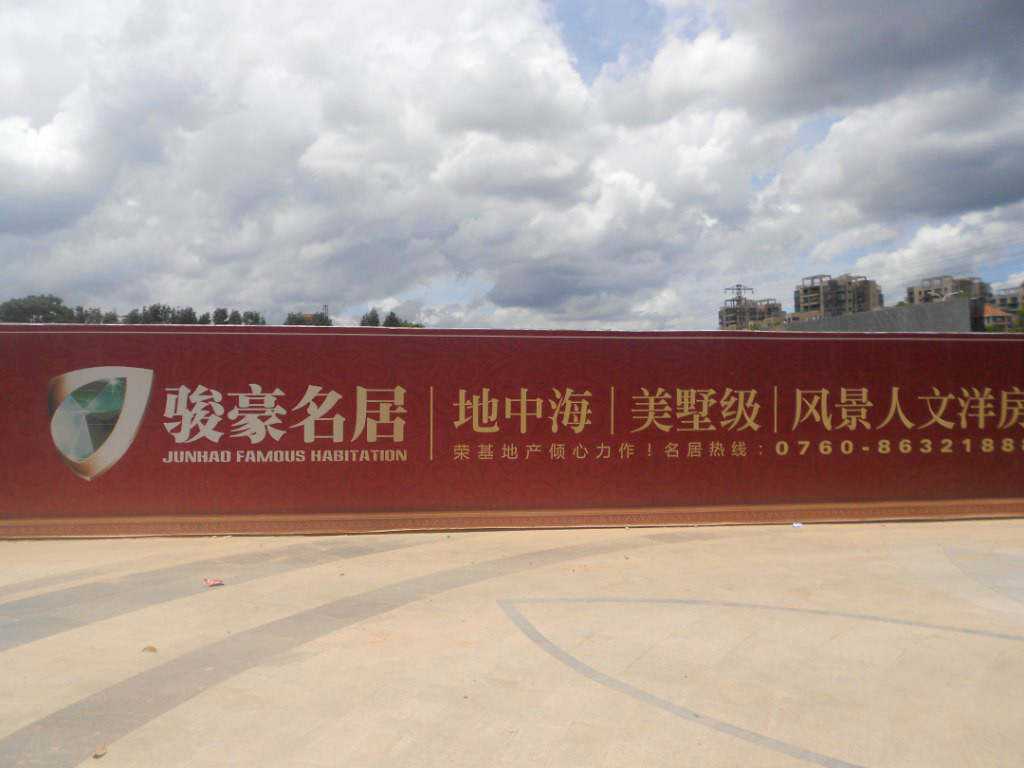 骏豪名居
JUNHAO FAMOUS HABITATION
地中海 | 美墅级 | 风景人文洋房
荣基地产倾心力作！名居热线：0760-8632188